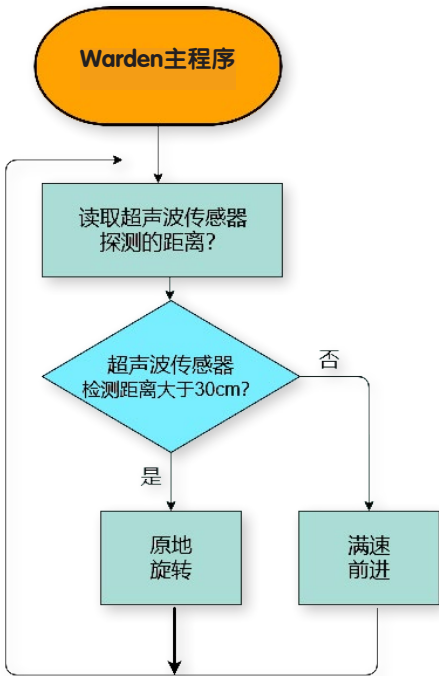 Warden主程序
读取超声波传感器
探测的距离?
超声波传感器
检测距离大于30cm?
否
是
原地
旋转
满速
前进